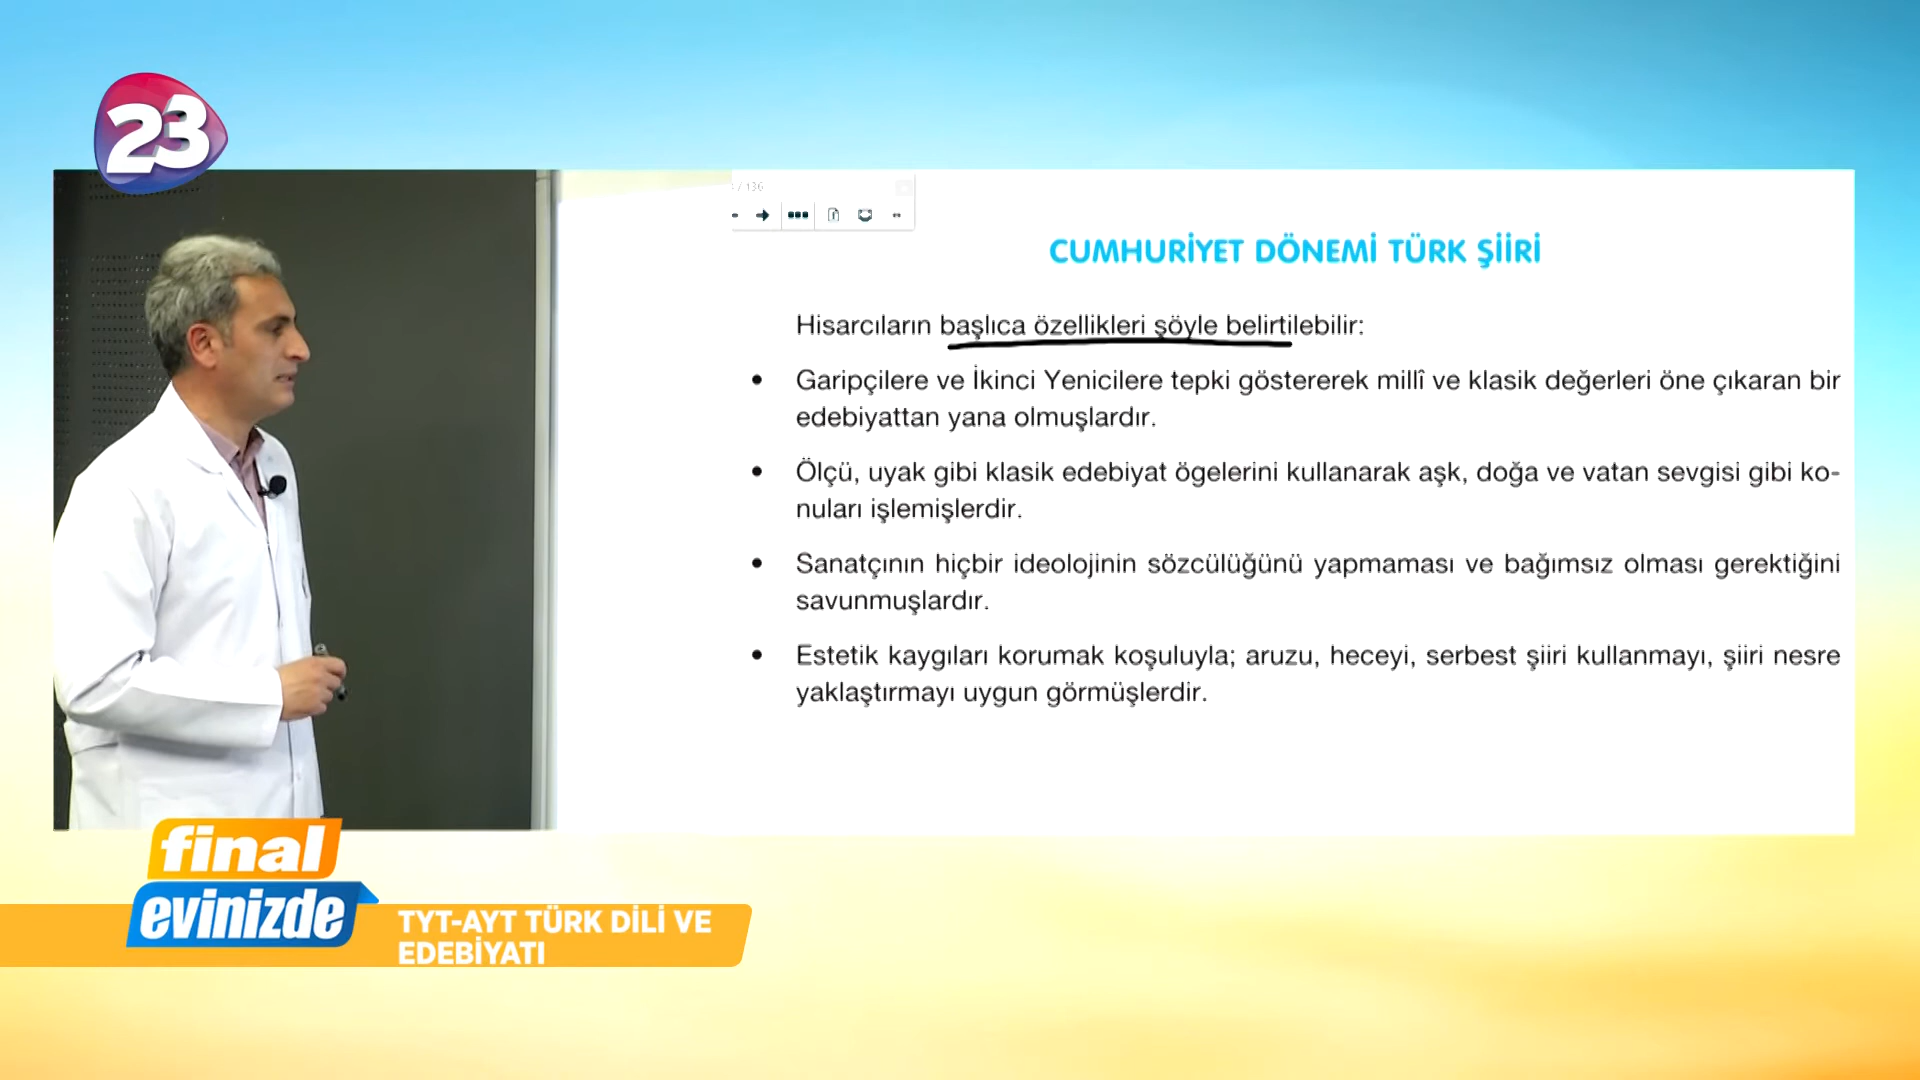 23
/ 136
CUMHURİYET DÖNEMİ TÜRK ŞİİRİ
Hisarcıların başlıca özellikleri şöyle belirtilebilir:
• Garipçilere ve İkinci Yenicilere tepki göstererek millî ve klasik değerleri öne çıkaran bir
edebiyattan yana olmuşlardır.
• Ölçü, uyak gibi klasik edebiyat ögelerini kullanarak aşk, doğa ve vatan sevgisi gibi ko-
nuları işlemişlerdir.
• Sanatçının hiçbir ideolojinin sözcülüğünü yapmaması ve bağımsız olması gerektiğini
savunmuşlardır.
• Estetik kaygıları korumak koşuluyla; aruzu, heceyi, serbest şiiri kullanmayı, şiiri nesre
yaklaştırmayı uygun görmüşlerdir.
final
evinizde
TYT-AYT TÜRK DİLİ VE
EDEBİYATI